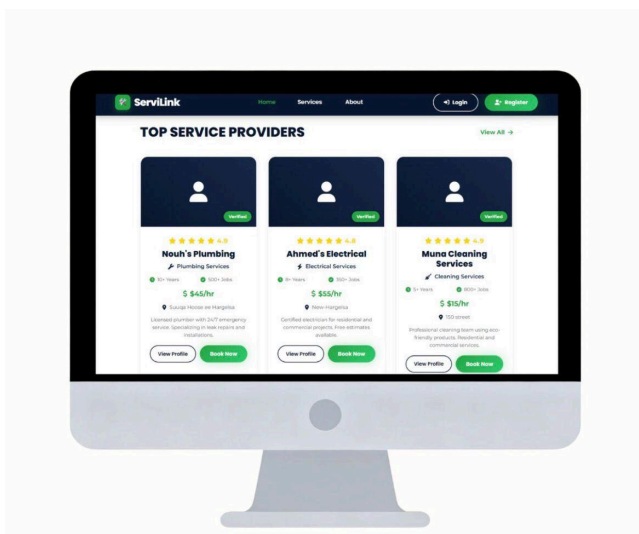 ServiLink
Home Services About
Login Register
TOP SERVICE PROVIDERS
View All →
Verified
4.9
Nouh's Plumbing
Plumbing Services
10+ Years 500+ Jobs
$ $45/hr
Licensed plumber with 24/7 emergency
service. Specializing in leak repairs and
installations.
View Profile Book Now
Verified
4.8
Ahmed's Electrical
Electrical Services
8+ Years
$ $55/hr
New-Hargeisa
Certified electrician for residential and
commercial projects. Free estimates
available.
View Profile Book Now
Verified
4.9
Muna Cleaning
Services
Cleaning Services
5+ Years 800+ Jobs
$ $15/hr
150 street
Professional cleaning team using eco-
friendly products. Residential and
commercial services.
View Profile Book Now